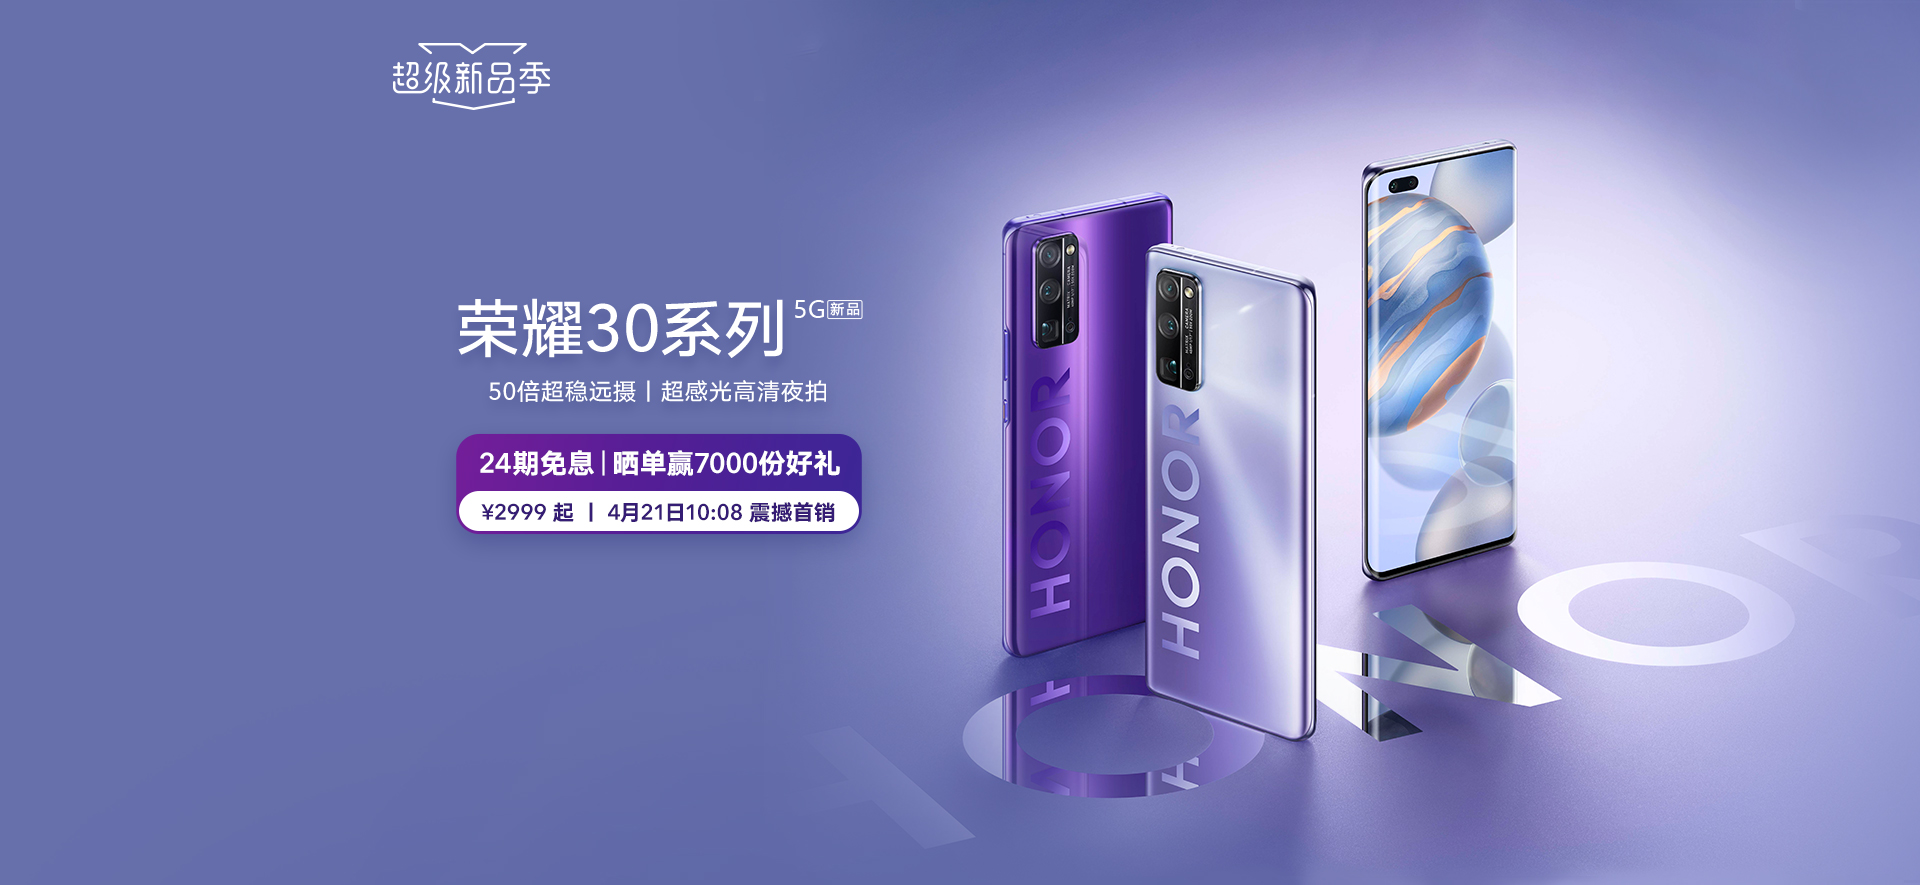 超级新品季
荣耀30系列 5G 新品
50倍超稳远摄丨超感光高清夜拍
24期免息|晒单赢7000份好礼
¥2999 起 丨 4月21日10:08 震撼首销
HONOR
HONOR